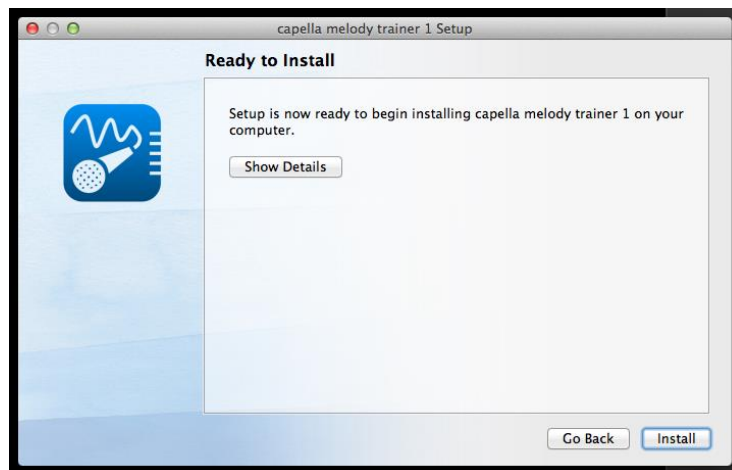 capella melody trainer 1 Setup
Ready to Install
Setup is now ready to begin installing capella melody trainer 1 on your
computer.
Show Details
Go Back
Install